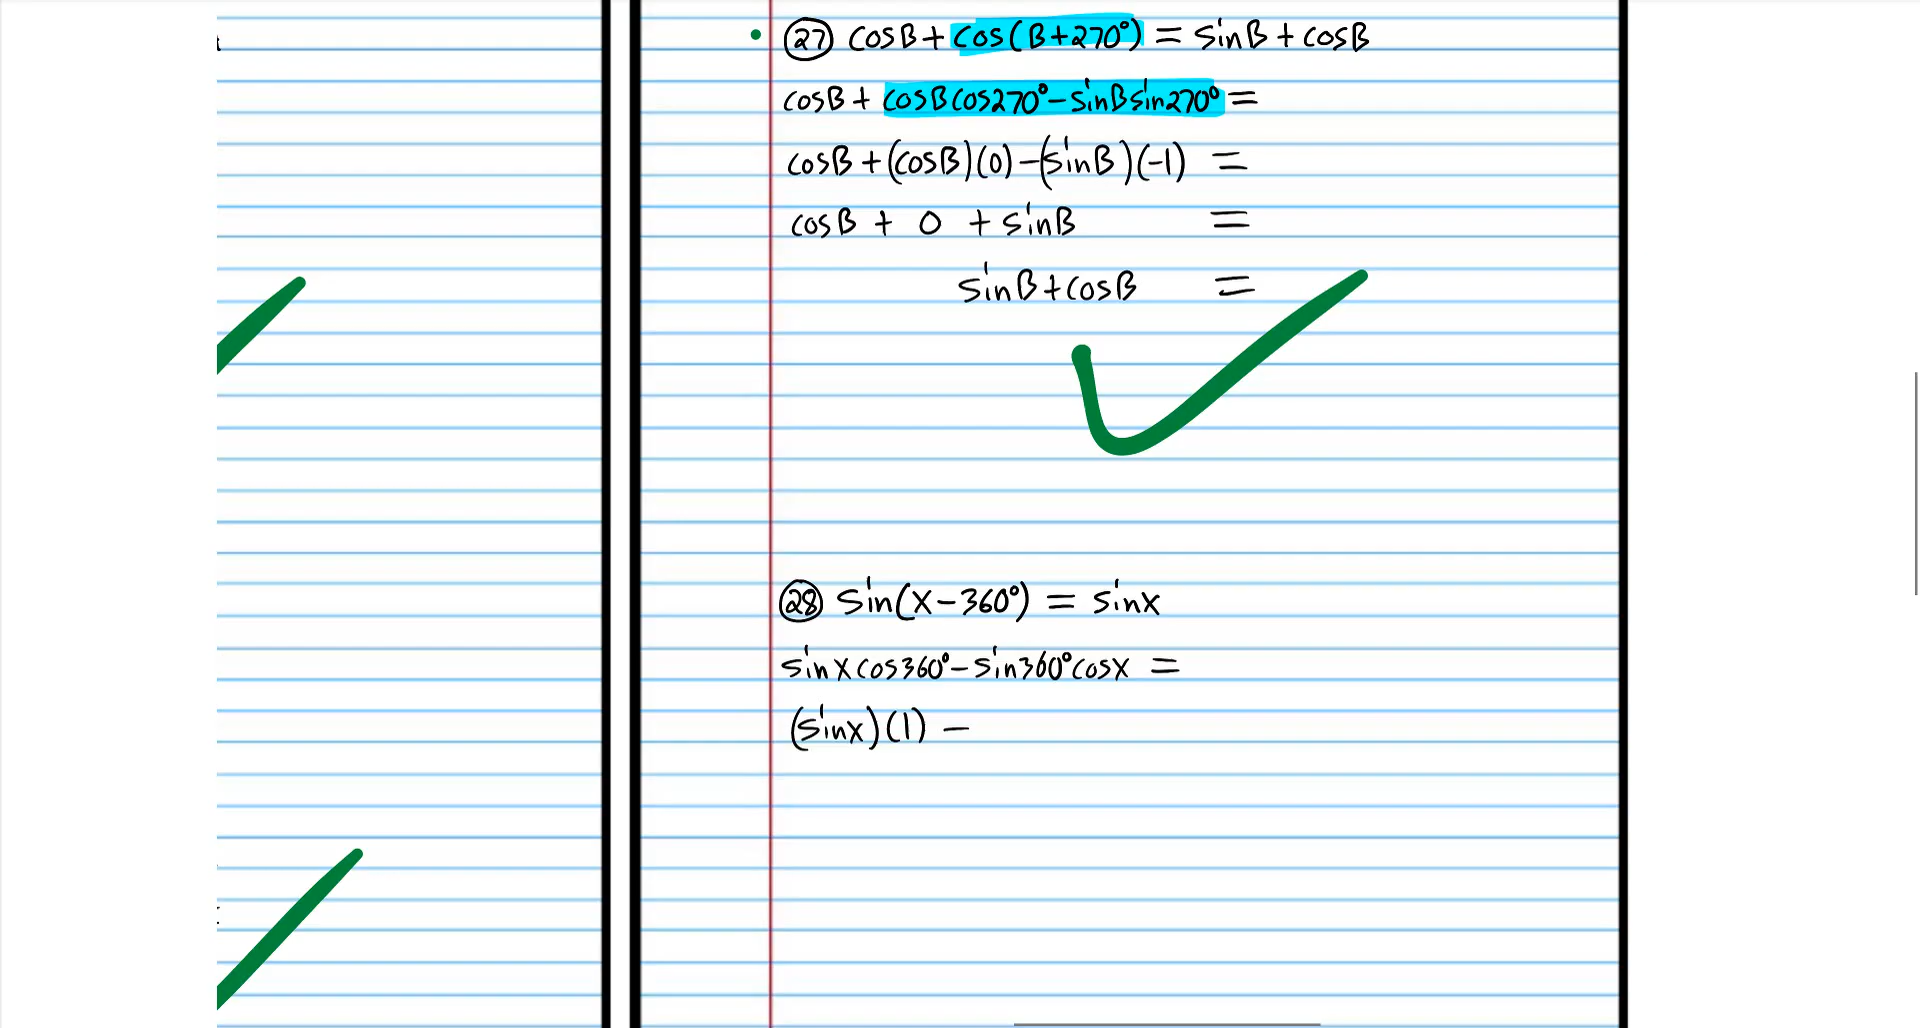 (27) cosB + cos(B+270°) = sinB + cosB
cosB + cosBcos270° - sinBsin270° =
cosB + (cosB)(0) - (sinB)(-1) =
cosB + 0 + sinB =
sinB + cosB =
(28) sin(x-360°) = sinx
sinxcos360° - sin360°cosx =
(sinx)(1) -